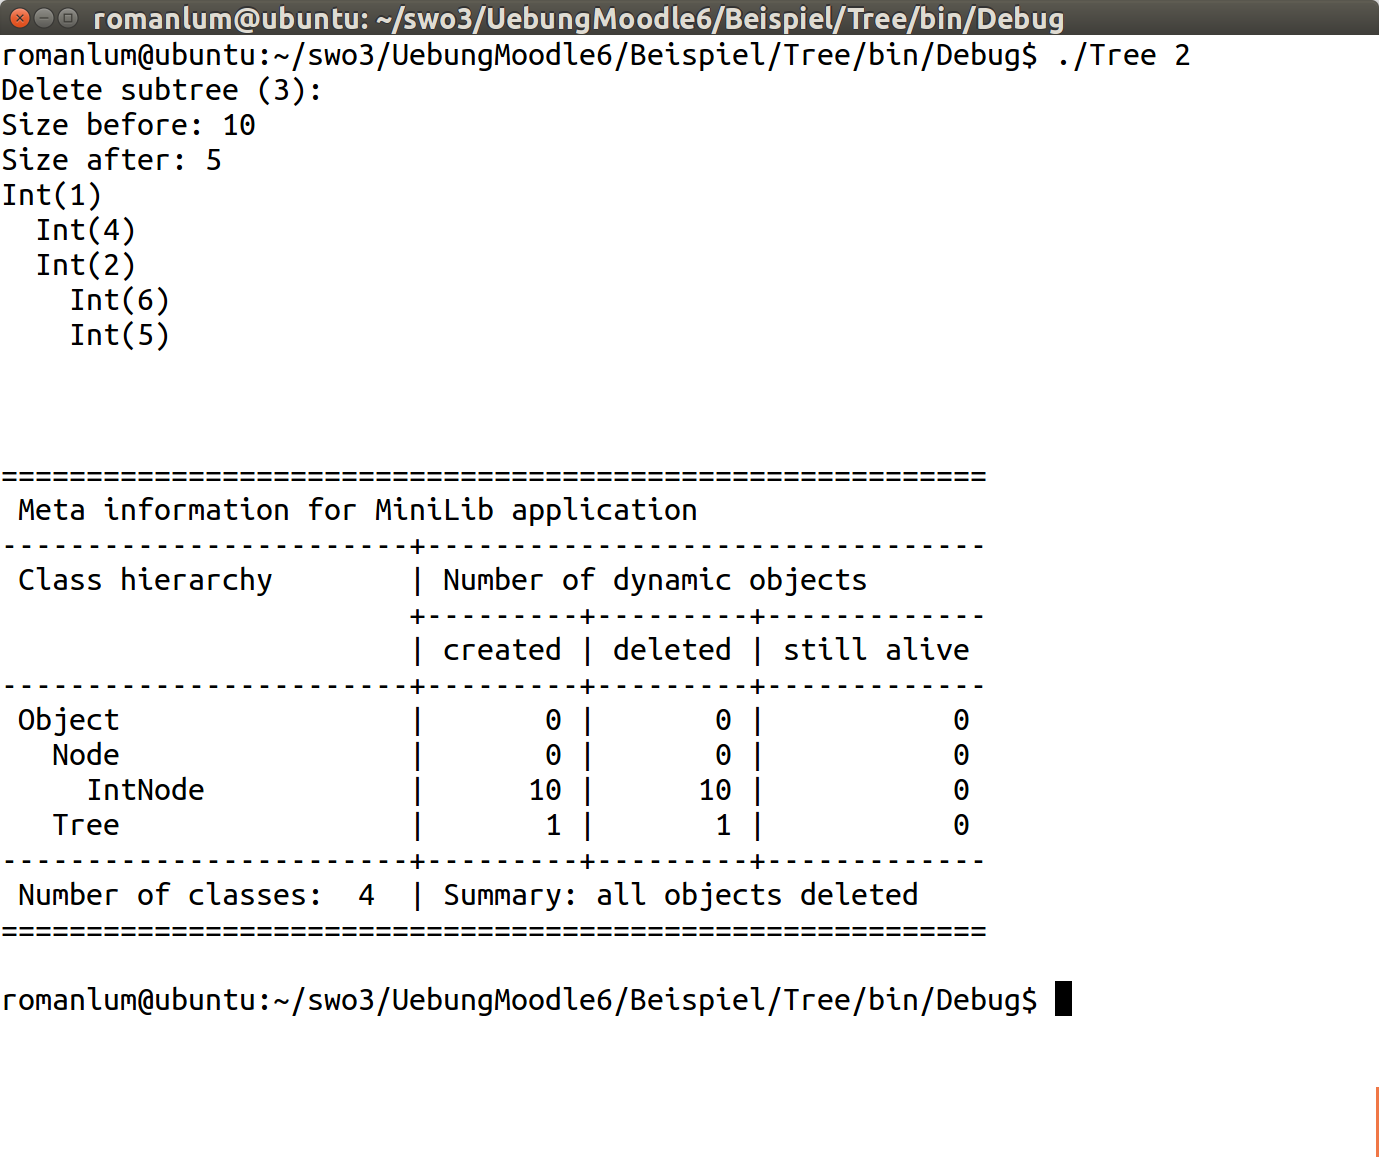 romanlum@ubuntu: ~/swo3/UebungMoodle6/Beispiel/Tree/bin/Debug
romanlum@ubuntu:~/swo3/UebungMoodle6/Beispiel/Tree/bin/Debug$ ./Tree 2
Delete subtree (3):
Size before: 10
Size after: 5
Int(1)
  Int(4)
  Int(2)
    Int(6)
    Int(5)
==========================================================
 Meta information for MiniLib application
------------------------+---------------------------------
 Class hierarchy        | Number of dynamic objects
                        +---------+---------+-------------
                        | created | deleted | still alive
------------------------+---------+---------+-------------
 Object                 |       0 |       0 |           0
   Node                 |       0 |       0 |           0
     IntNode            |      10 |      10 |           0
   Tree                 |       1 |       1 |           0
------------------------+---------+---------+-------------
 Number of classes:  4  | Summary: all objects deleted
==========================================================
romanlum@ubuntu:~/swo3/UebungMoodle6/Beispiel/Tree/bin/Debug$